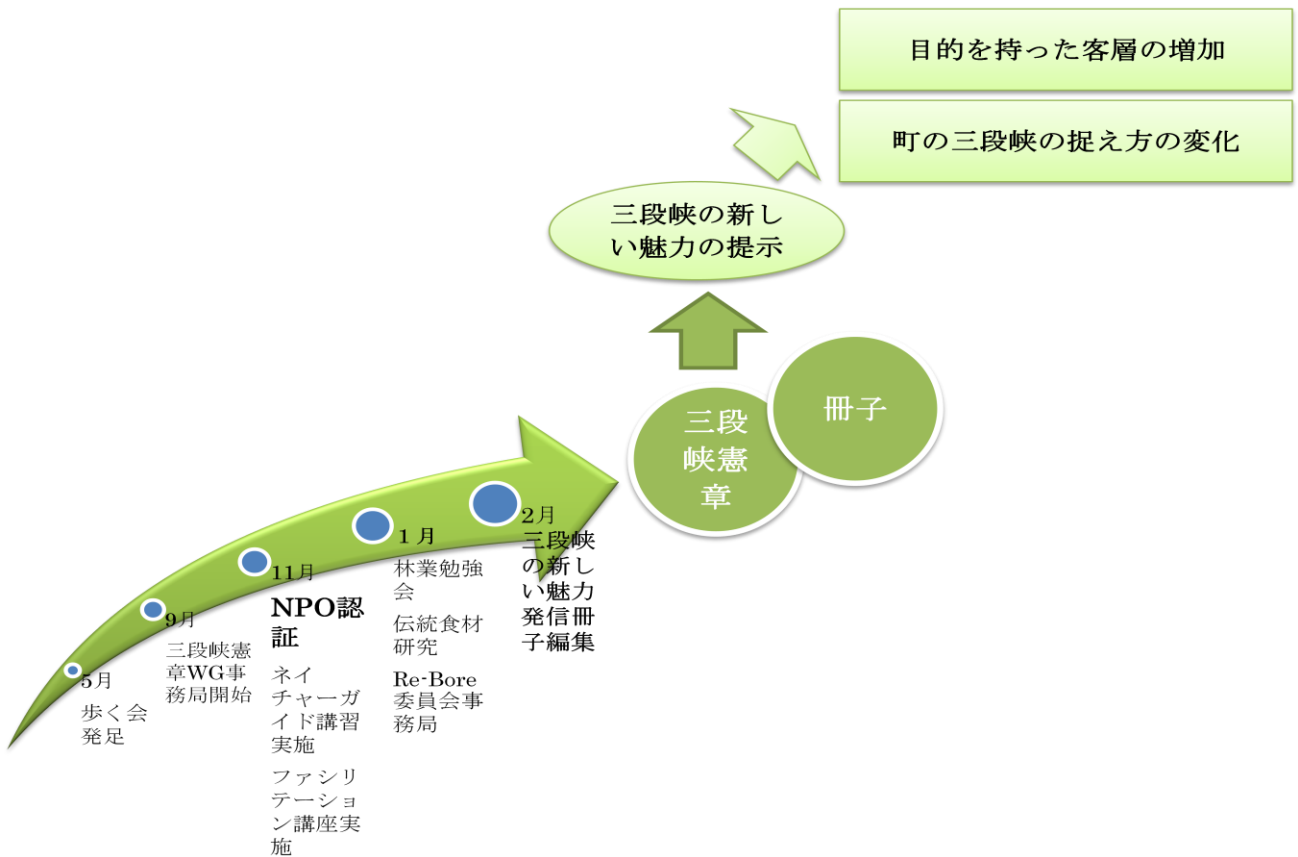 目的を持った客層の増加
町の三段峡の捉え方の変化
三段峡の新し
い魅力の提示
三段
峡憲
章
冊子
5月
歩く会
発足
9月
三段峡憲
章WG事
務局開始
11月
NPO認
証
ネイ
チャーガ
イド講習
実施
ファシリ
テーショ
ン講座実
施
1月
林業勉強
会
伝統食材
研究
Re-Bore
委員会事
務局
2月
三段峡
の新し
い魅力
発信冊
子編集